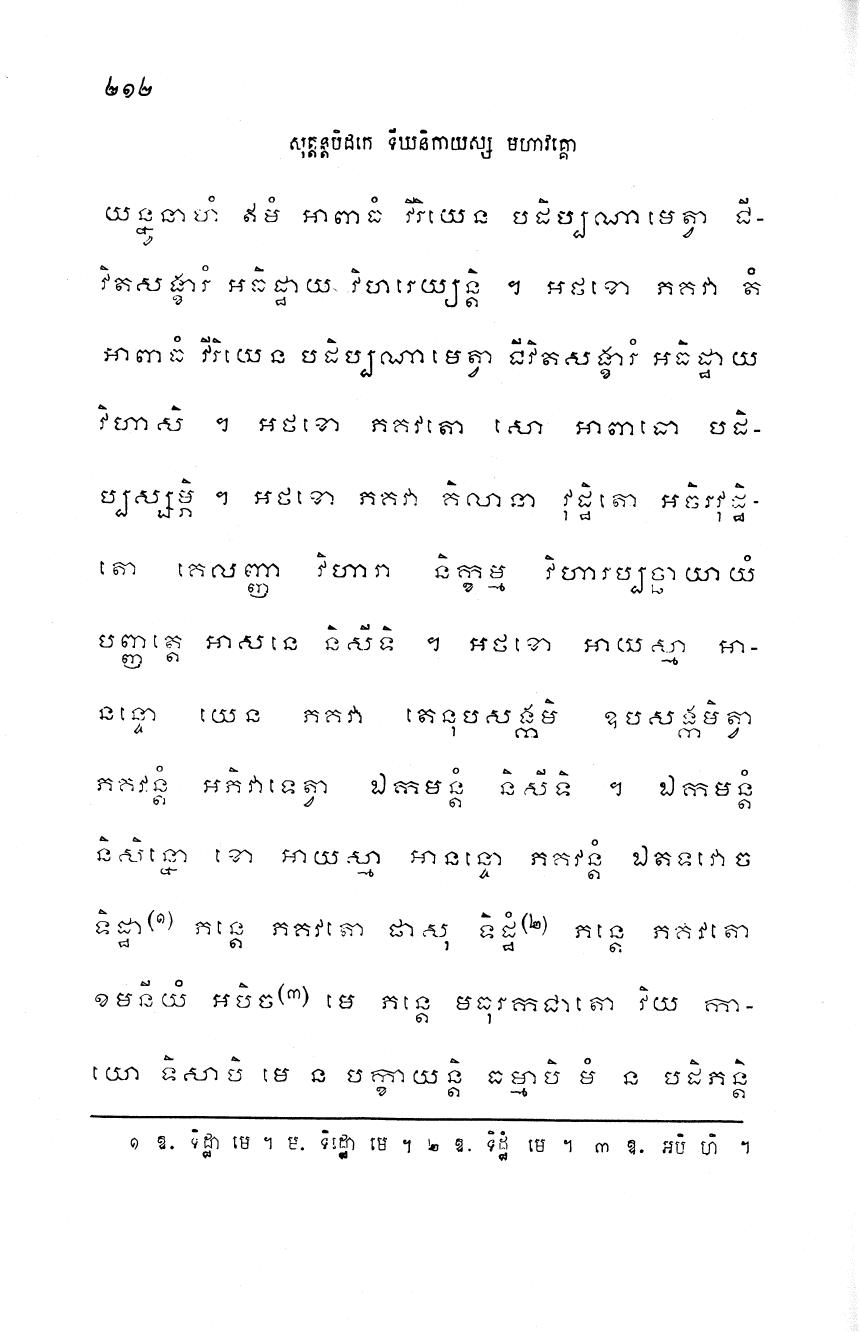 ២១២
សុត្តន្តបិដកេ ទីឃនិកាយស្ស មហាវគ្គោ
យន្នូនាហំ ឥមំ អាពាធំ វីរិយេន បដិប្បណាមេត្វា ជី-
វិតសង្ខារំ អធិដ្ឋាយ វិហរេយ្យន្តិ ។ អថខោ ភគវា តំ
អាពាធំ វីរិយេន បដិប្បណាមេត្វា ជីវិតសង្ខារំ អធិដ្ឋាយ
វិហាសិ ។ អថខោ ភគវតោ សោ អាពាធោ បដិ-
ប្បស្សម្ភិ ។ អថខោ ភគវា គិលានា វុដ្ឋិតោ អចិរវុដ្ឋិ-
តោ គេលញ្ញា វិហារា និក្ខម្ម វិហារប្បច្ឆាយាយំ
បញ្ញត្តេ អាសនេ និសីទិ ។ អថខោ អាយស្មា អា-
នន្ទោ យេន ភគវា តេនុបសង្កមិ ឧបសង្កមិត្វា
ភគវន្តំ អភិវាទេត្វា ឯកមន្តំ និសីទិ ។ ឯកមន្តំ
និសិន្នោ ខោ អាយស្មា អានន្ទោ ភគវន្តំ ឯតទវោច
ទិដ្ឋា(១) ភន្តេ ភគវតោ ផាសុ ទិដ្ឋំ(២) ភន្តេ ភគវតោ
ខមនីយំ អបិច(៣) មេ ភន្តេ មធុរកជាតោ វិយ កា-
យោ ទិសាបិ មេ ន បក្ខាយន្តិ ធម្មាបិ មំ ន បដិភន្តិ
១ ឱ. ទិដ្ឋា មេ ។ ម. ទិដ្ឋោ មេ ។ ២ ឱ. ទិដ្ឋំ មេ ។ ៣ ឱ. អបិ ហិ ។